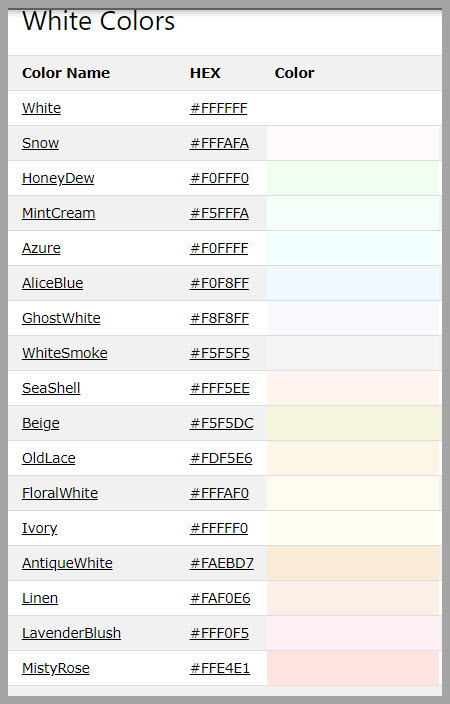 White Colors
Color Name HEX Color
White #FFFFFF
Snow #FFFAFA
HoneyDew #F0FFF0
MintCream #F5FFFA
Azure #F0FFFF
AliceBlue #F0F8FF
GhostWhite #F8F8FF
WhiteSmoke #F5F5F5
SeaShell #FFF5EE
Beige #F5F5DC
OldLace #FDF5E6
FloralWhite #FFFAF0
Ivory #FFFFF0
AntiqueWhite #FAEBD7
Linen #FAF0E6
LavenderBlush #FFF0F5
MistyRose #FFE4E1